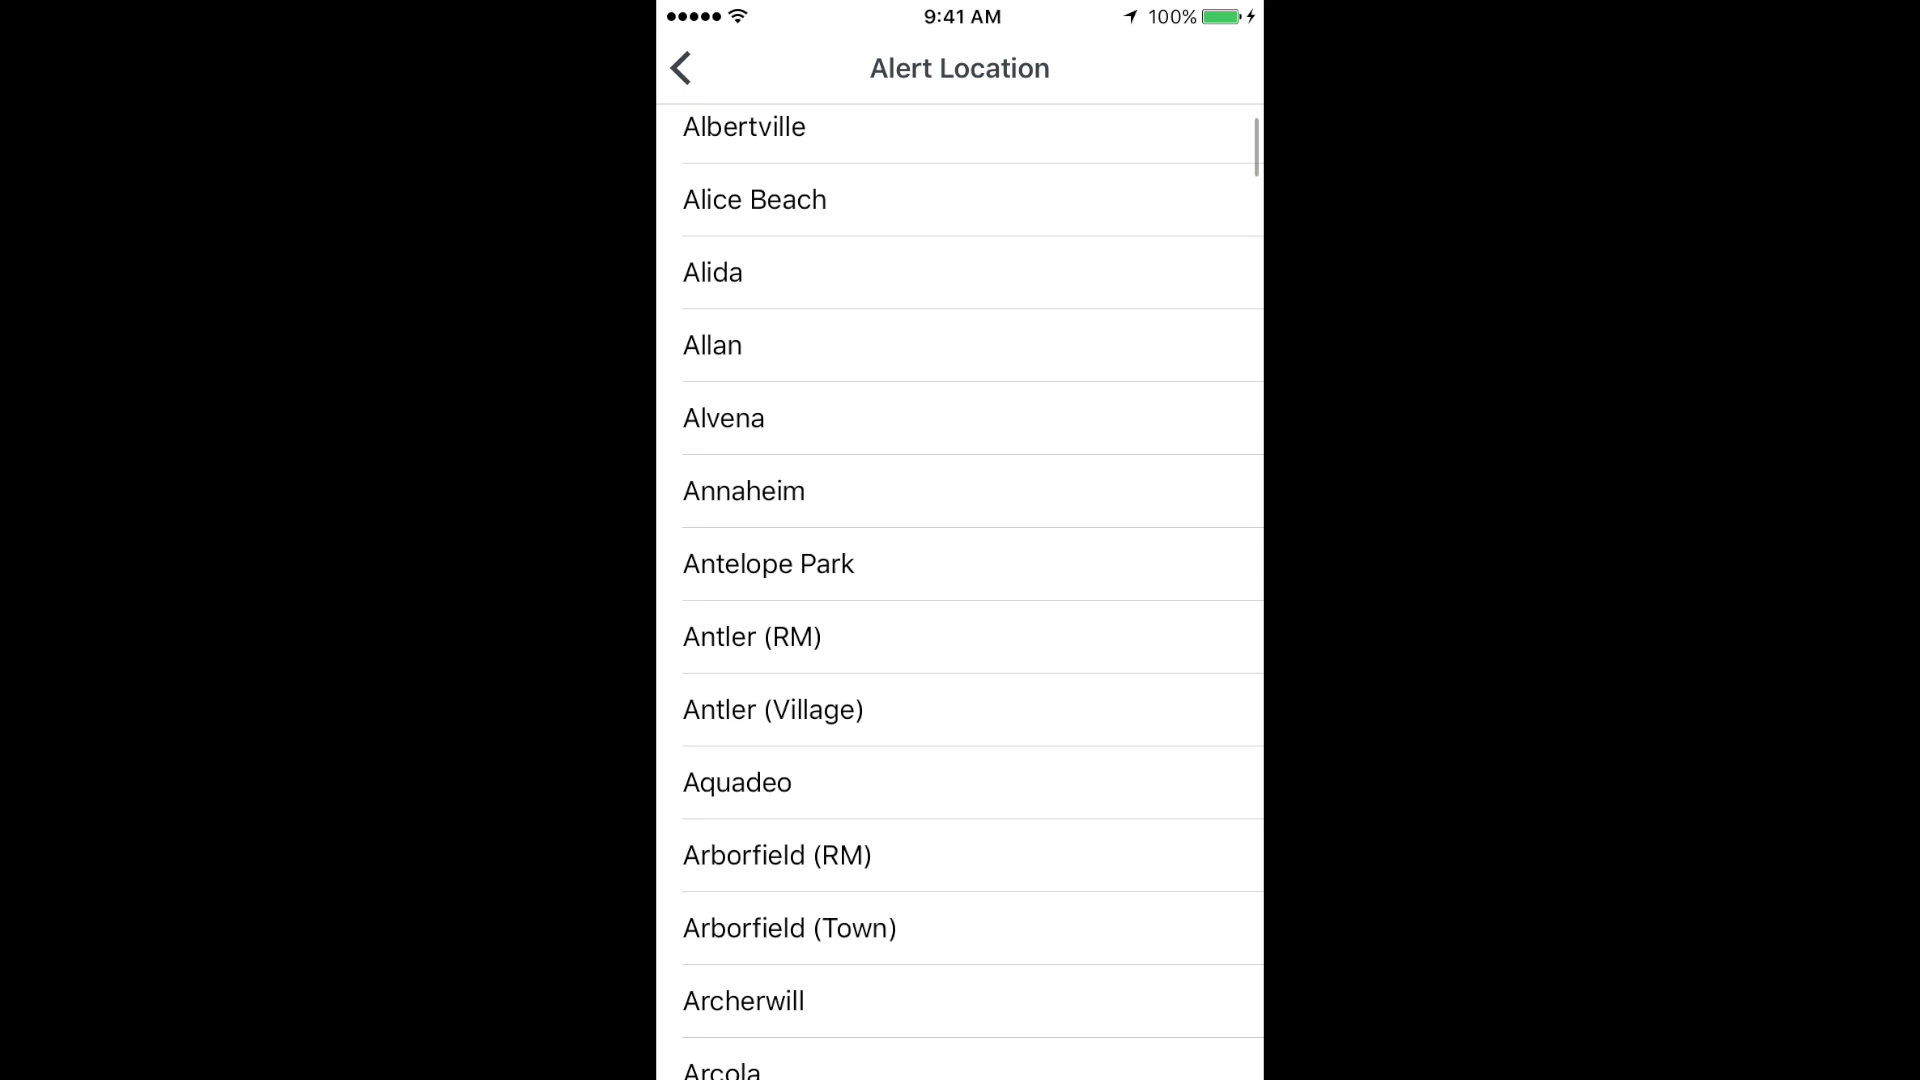 9:41 AM
100%
Alert Location
Albertville
Alice Beach
Alida
Allan
Alvena
Annaheim
Antelope Park
Antler (RM)
Antler (Village)
Aquadeo
Arborfield (RM)
Arborfield (Town)
Archerwill
Arcola